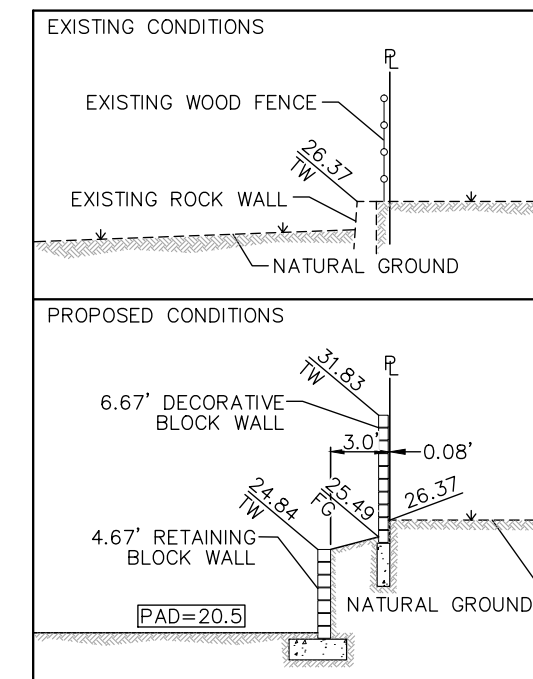 EXISTING CONDITIONS
PL
EXISTING WOOD FENCE
26.37
TW
EXISTING ROCK WALL
NATURAL GROUND
PROPOSED CONDITIONS
PL
31.83
TW
6.67' DECORATIVE
BLOCK WALL
3.0'
0.08'
24.84
TW
25.49
FG
26.37
4.67' RETAINING
BLOCK WALL
NATURAL GROUND
PAD=20.5